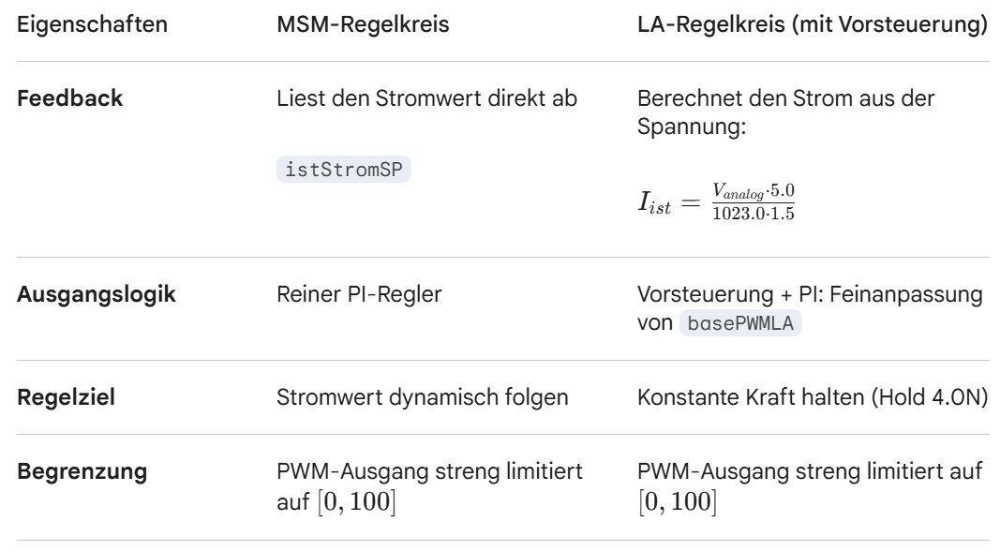 Eigenschaften MSM-Regelkreis LA-Regelkreis (mit Vorsteuerung)
Feedback Liest den Stromwert direkt ab Berechnet den Strom aus der
Spannung:
istStromSP
I_{ist} = \frac{V_{analog} \cdot 5.0}{1023.0 \cdot 1.5}
Ausgangslogik Reiner PI-Regler Vorsteuerung + PI: Feinanpassung
von basePWMLA
Regelziel Stromwert dynamisch folgen Konstante Kraft halten (Hold 4.0N)
Begrenzung PWM-Ausgang streng limitiert PWM-Ausgang streng limitiert auf
auf [0, 100] [0, 100]